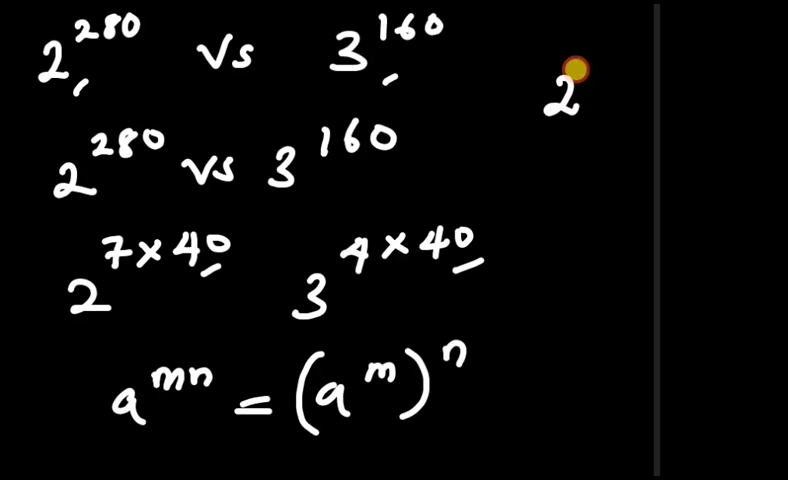 2^280 vs 3^160
2^280 vs 3^160
2^7×40 3^4×40
a^mn = (a^m)^n
2